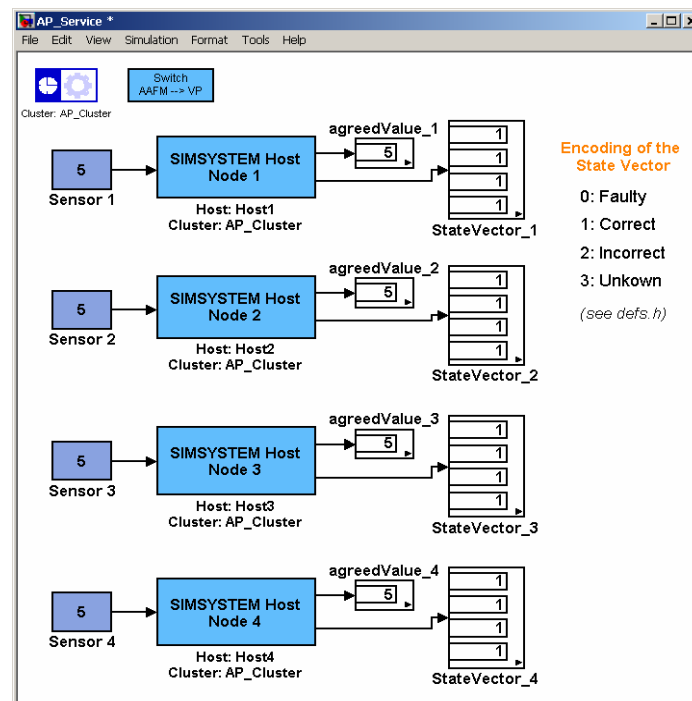 AP_Service *
File Edit View Simulation Format Tools Help
Switch
AAFM --> VP
Cluster: AP_Cluster
5
Sensor 1
SIMSYSTEM Host
Node 1
Host: Host1
Cluster: AP_Cluster
agreedValue_1
5
1
1
1
1
StateVector_1
Encoding of the
State Vector
0: Faulty
1: Correct
2: Incorrect
3: Unkown
(see defs.h)
5
Sensor 2
SIMSYSTEM Host
Node 2
Host: Host2
Cluster: AP_Cluster
agreedValue_2
5
1
1
1
1
StateVector_2
5
Sensor 3
SIMSYSTEM Host
Node 3
Host: Host3
Cluster: AP_Cluster
agreedValue_3
5
1
1
1
1
StateVector_3
5
Sensor 4
SIMSYSTEM Host
Node 4
Host: Host4
Cluster: AP_Cluster
agreedValue_4
5
1
1
1
1
StateVector_4